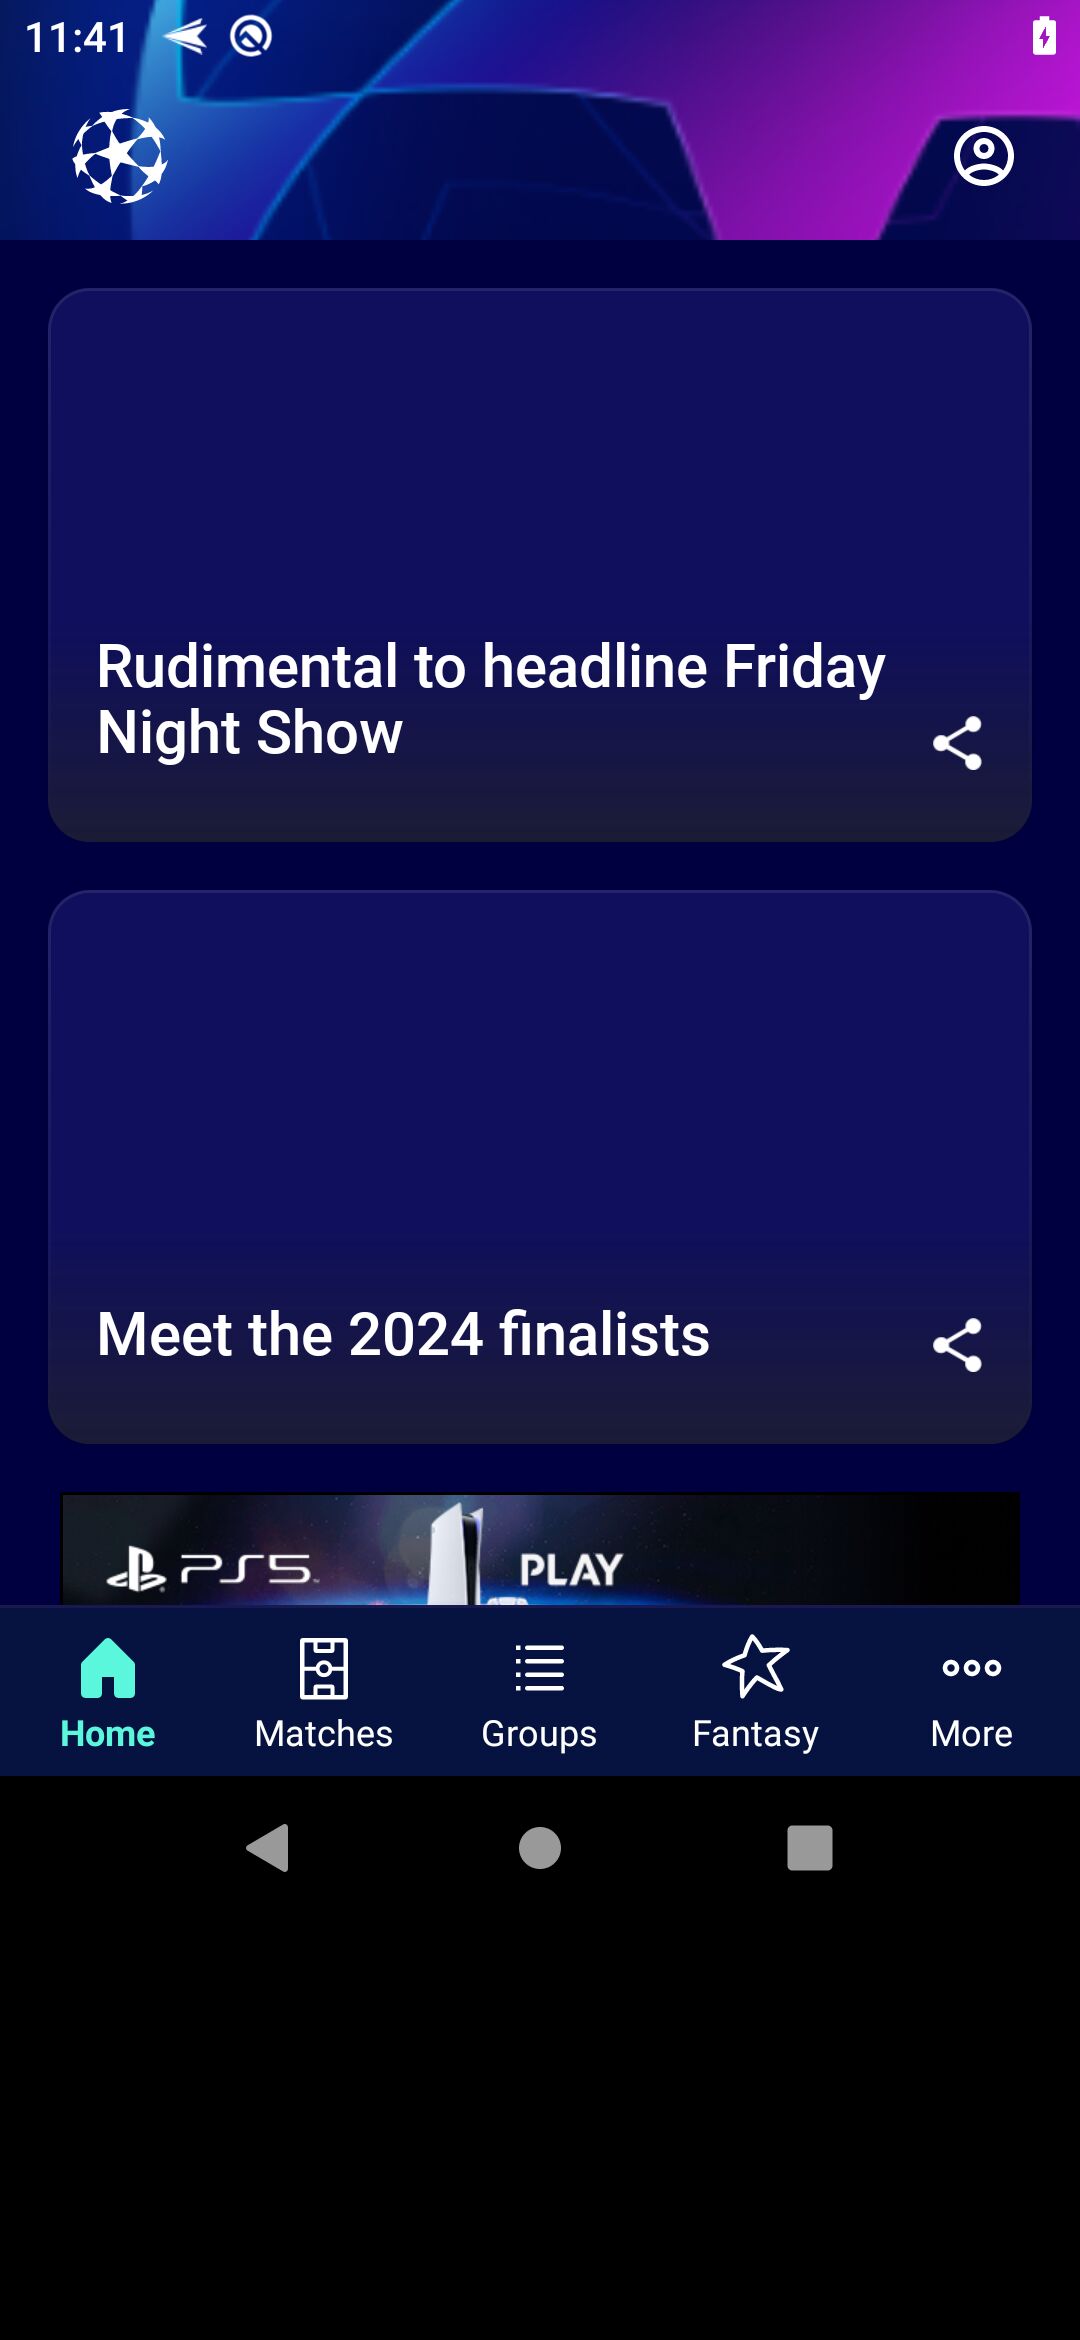 11:41
Rudimental to headline Friday
Night Show
Meet the 2024 finalists
PS5
PLAY
Home
Matches
Groups
Fantasy
More